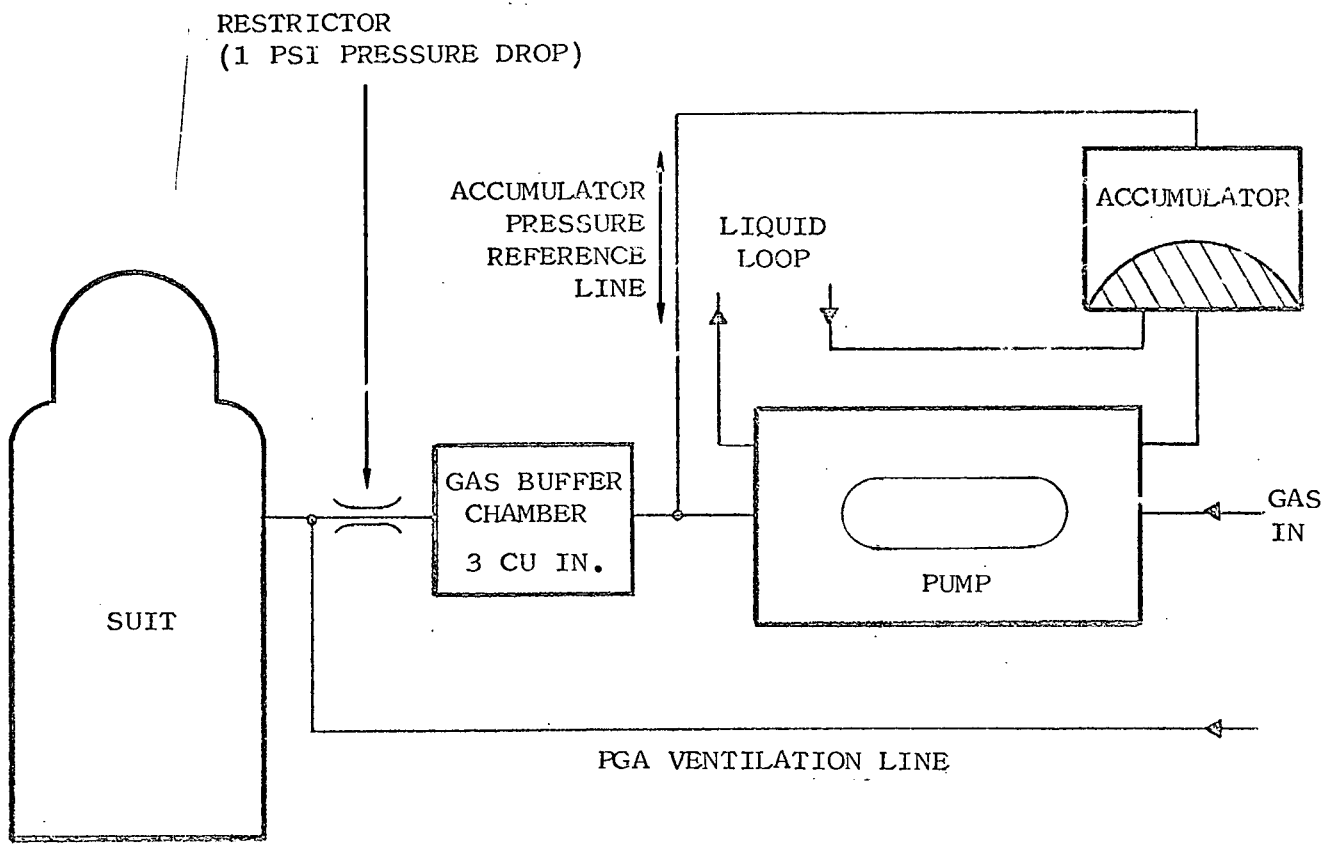 RESTRICTOR
(1 PSI PRESSURE DROP)
ACCUMULATOR
PRESSURE
REFERENCE
LINE
LIQUID
LOOP
ACCUMULATOR
GAS BUFFER
CHAMBER
3 CU IN.
GAS
IN
PUMP
SUIT
PGA VENTILATION LINE